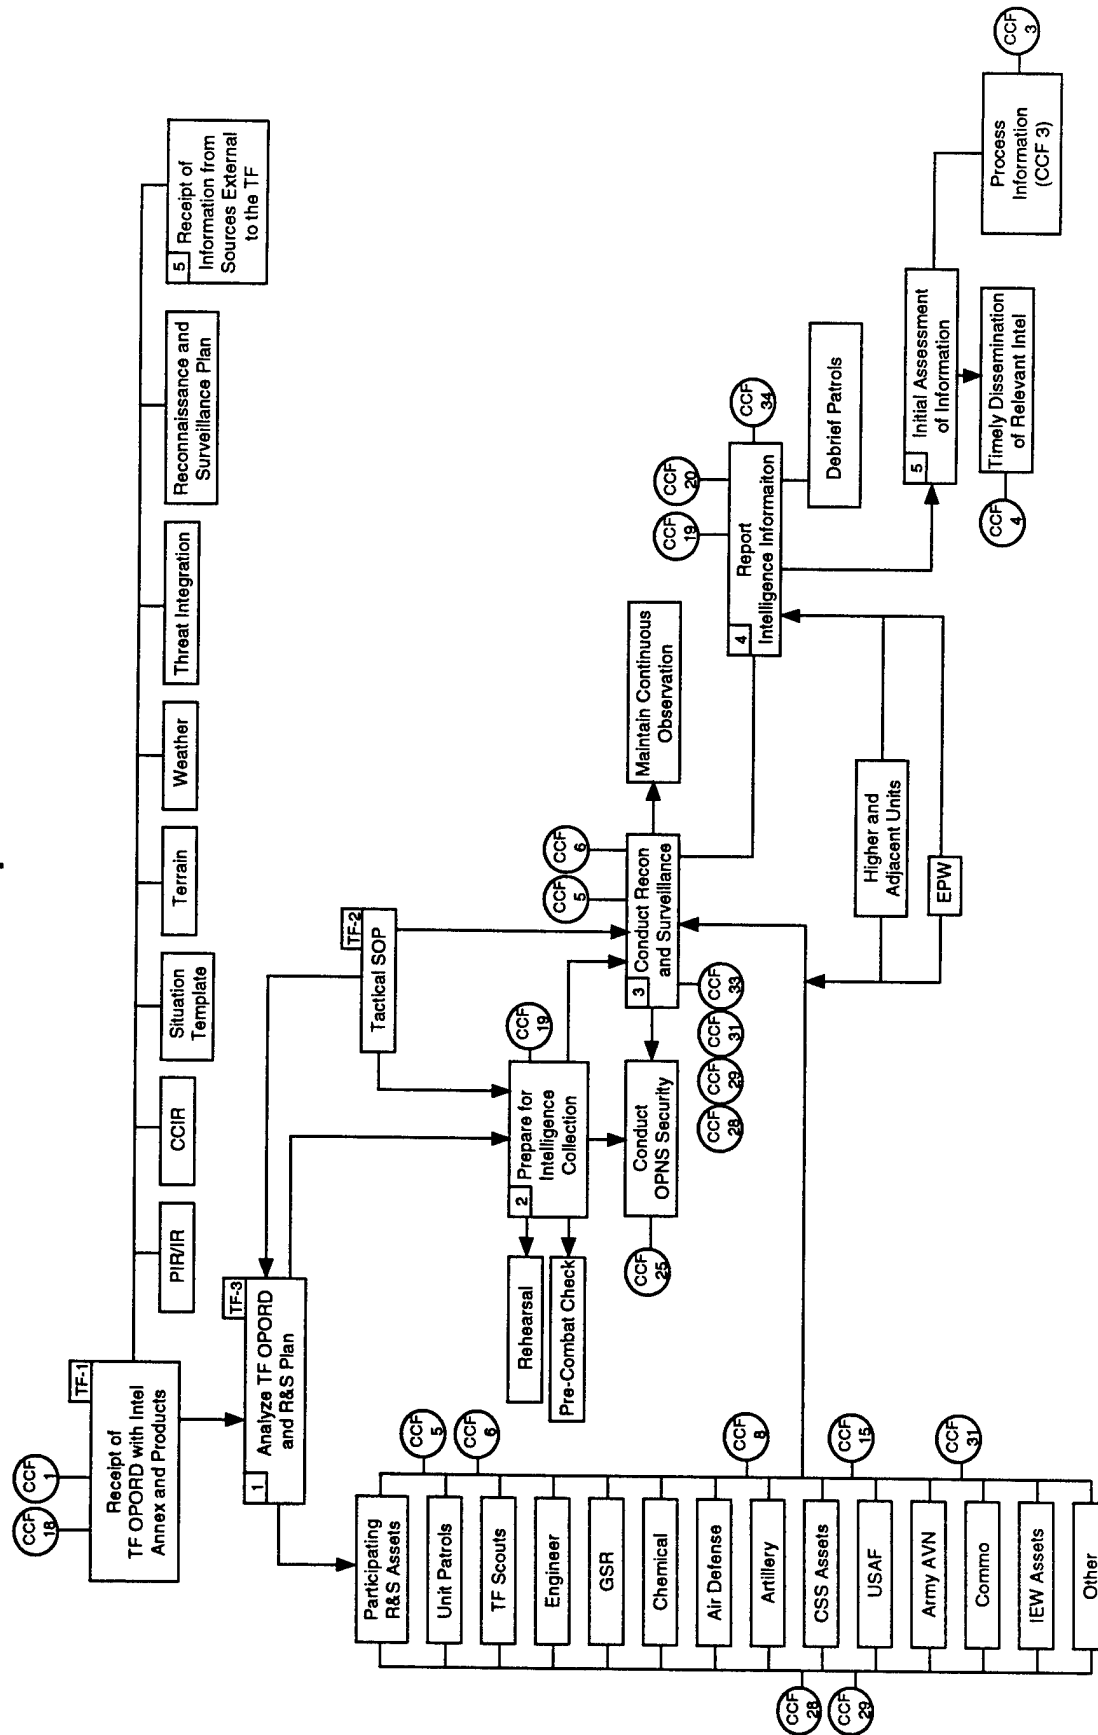 CCF
18
CCF
1
TF-1
Receipt of
TF OPORD with Intel
Annex and Products
PIR/IR
CCIR
Situation
Template
Terrain
Weather
Threat Integration
Reconnaissance and
Surveillance Plan
5
Receipt of
Information from
Sources External
to the TF
TF-3
1
Analyze TF OPORD
and R&S Plan
TF-2
Tactical SOP
Participating
R&S Assets
Unit Patrols
TF Scouts
Engineer
GSR
Chemical
Air Defense
Artillery
CSS Assets
USAF
Army AVN
Commo
IEW Assets
Other
CCF
5
CCF
6
CCF
8
CCF
15
CCF
31
CCF
28
CCF
29
2
Prepare for
Intelligence
Collection
CCF
19
Rehearsal
Pre-Combat Check
Conduct
OPNS Security
CCF
25
3
Conduct Recon
and Surveillance
CCF
5
CCF
6
CCF
28
CCF
29
CCF
31
CCF
33
Maintain Continuous
Observation
4
Report
Intelligence Informaiton
CCF
19
CCF
20
CCF
34
Debrief Patrols
Higher and
Adjacent Units
EPW
5
Initial Assessment
of Information
Timely Dissemination
of Relevant Intel
CCF
4
Process
Information
(CCF 3)
CCF
3